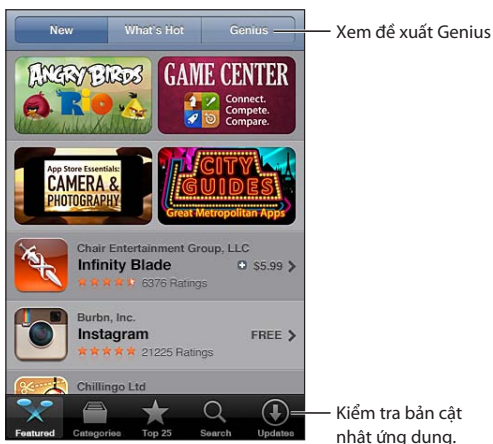 New What's Hot Genius
Xem đề xuất Genius
ANGRY BIRDS
RIO
GAME CENTER
Connect.
Compete.
Compare.
App Store Essentials:
CAMERA &
PHOTOGRAPHY
CITY
GUIDES
Great Metropolitan Apps
Chair Entertainment Group, LLC
Infinity Blade
$5.99
6376 Ratings
Burbn, Inc.
Instagram
FREE
21225 Ratings
Chillingo Ltd
Featured Categories Top 25 Search Updates
Kiểm tra bản cật
nhật ứng dụng.